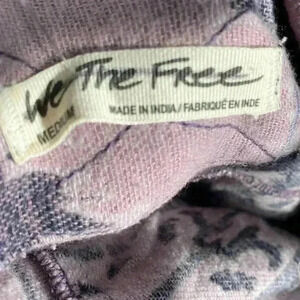 We The Free
MEDIUM
MADE IN INDIA / FABRIQUÉ EN INDE